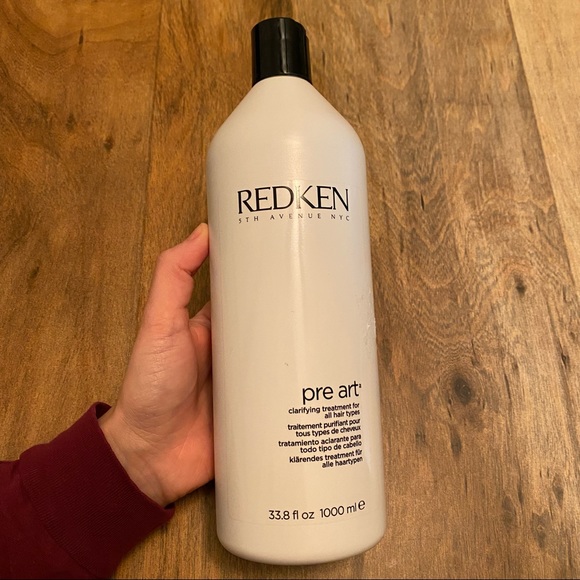 REDKEN
5TH AVENUE NYC
pre art
clarifying treatment for
all hair types
traitement purifiant pour
tous types de cheveux
tratamiento aclarante para
todo tipo de cabello
klärendes treatment für
alle haartypen
33.8 fl oz 1000 ml ℮